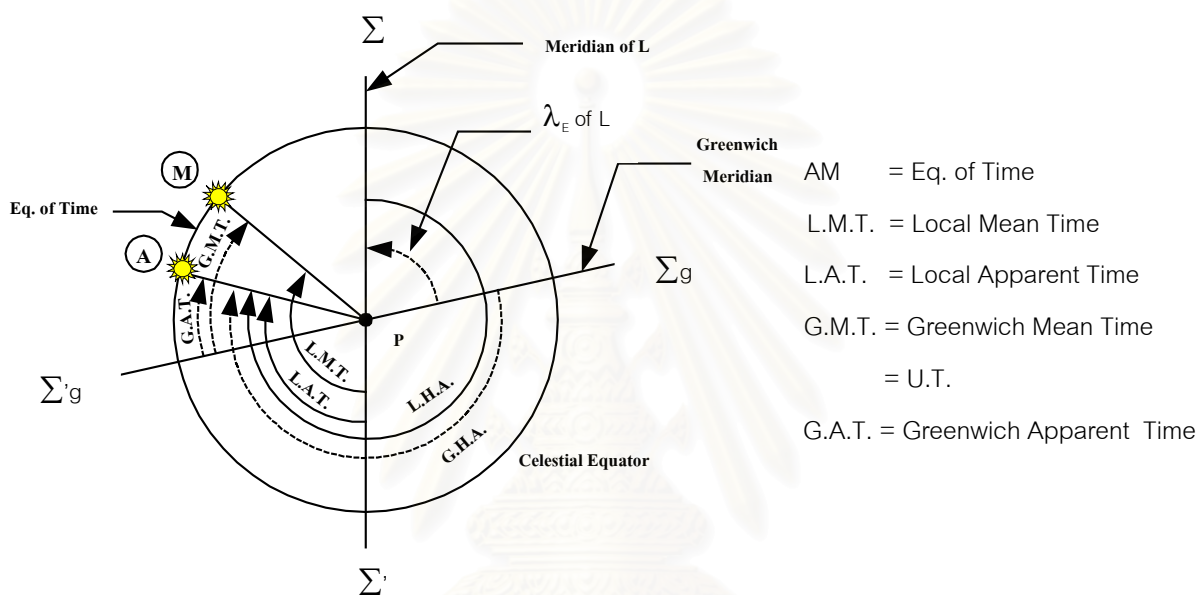 Σ
Meridian of L
λE of L
Greenwich
Meridian
M
Eq. of Time
A
G.M.T.
G.A.T.
Σg
P
L.M.T.
L.A.T.
L.H.A.
G.H.A.
Σ'g
Celestial Equator
Σ'
AM = Eq. of Time
L.M.T. = Local Mean Time
L.A.T. = Local Apparent Time
G.M.T. = Greenwich Mean Time
= U.T.
G.A.T. = Greenwich Apparent Time